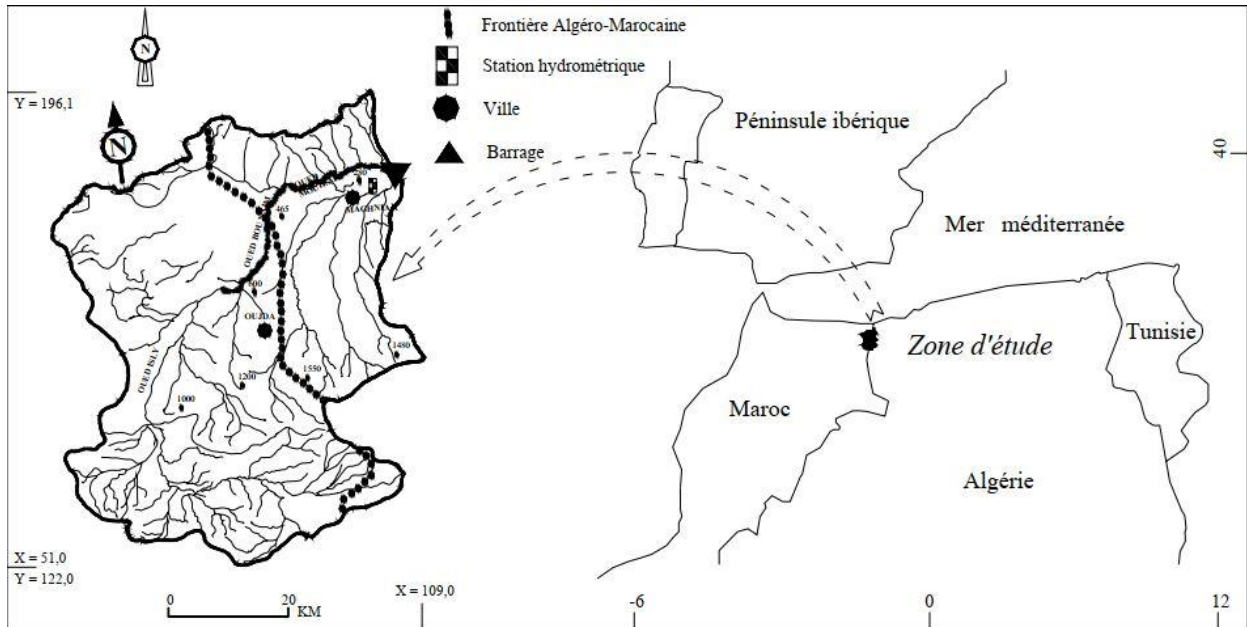 N
Frontière Algéro-Marocaine
Station hydrométrique
Ville
Barrage
Y = 196,1
N
280
MAGHNIA
465
OUED BOU NAIM
600
OUJDA
OUED ISLY
1480
1550
1200
1000
X = 51,0
Y = 122,0
X = 109,0
0 20
KM
Péninsule ibérique
40
Mer méditerranée
Zone d'étude
Tunisie
Maroc
Algérie
-6 0 12